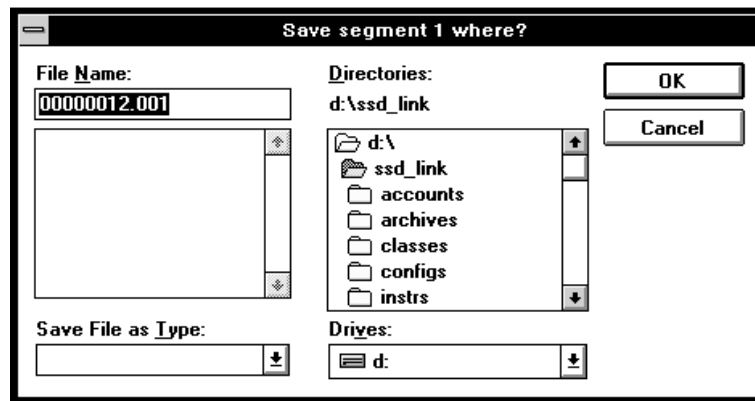 Save segment 1 where?
File Name:
00000012.001
Directories:
d:\ssd_link
d:\
ssd_link
accounts
archives
classes
configs
instrs
OK
Cancel
Save File as Type:
Drives:
d: